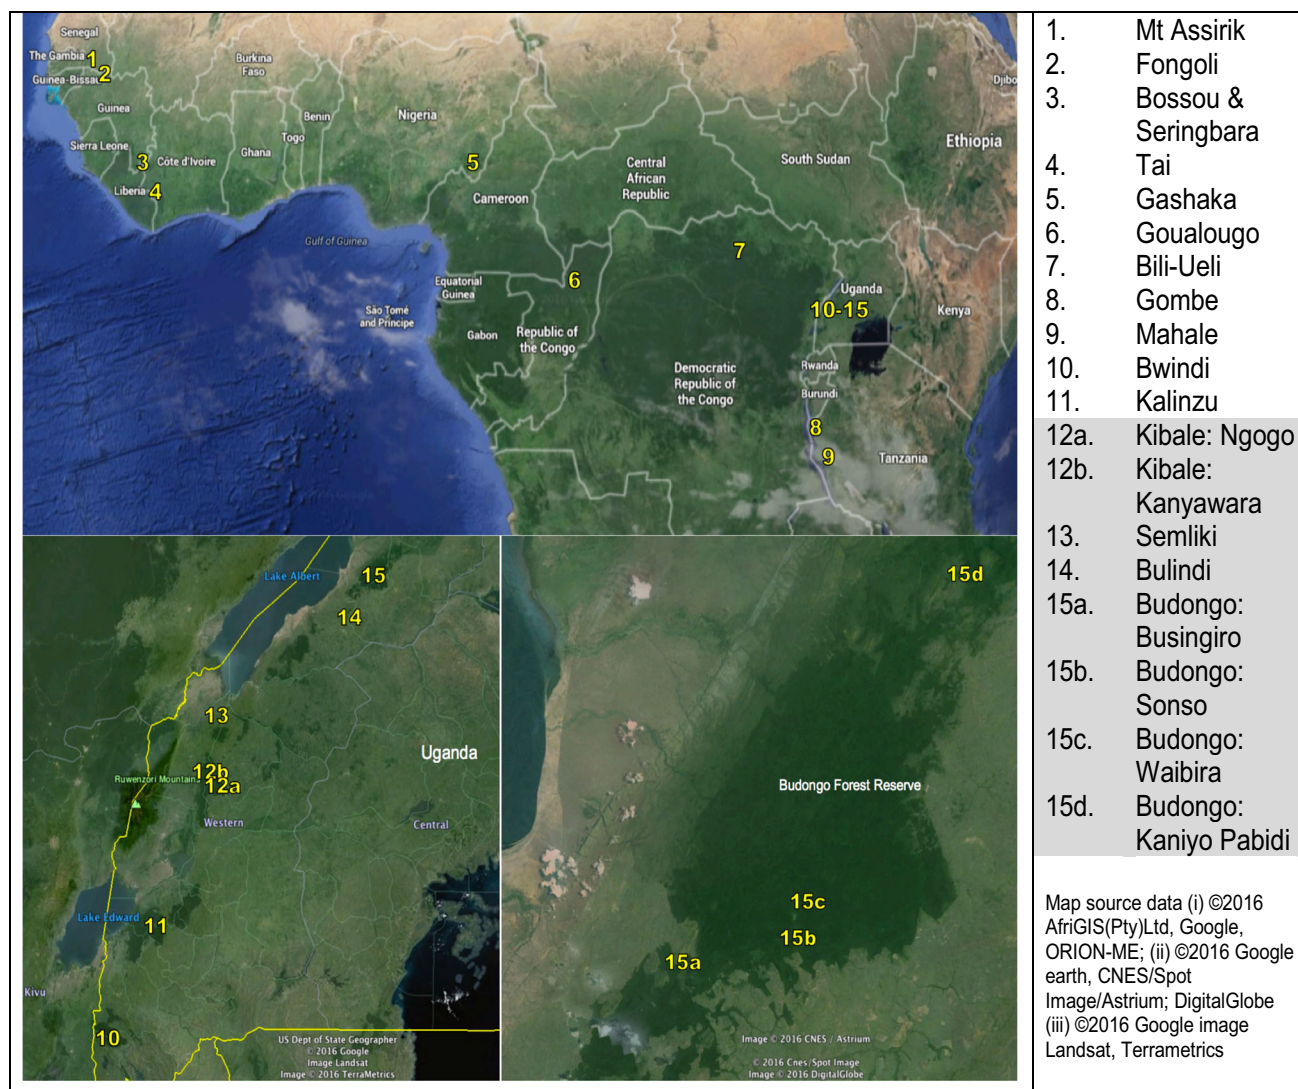 Senegal
The Gambia
1
2
Guinea-Bissau
Burkina
Faso
Guinea
Benin
Nigeria
Togo
Sierra Leone
3
Côte d'Ivoire
Ghana
Liberia
4
5
Cameroon
Central
African
Republic
South Sudan
Ethiopia
Djibo
Gulf of Guinea
Equatorial
Guinea
6
7
São Tomé
and Príncipe
Gabon
Republic of
the Congo
Democratic
Republic of
the Congo
Uganda
10-15
Kenya
Rwanda
Burundi
8
9
Tanzania
Lake Albert
15
14
13
Uganda
12b
Ruwenzori Mountain
12a
Western
Central
Lake Edward
11
Kivu
10
US Dept of State Geographer
© 2016 Google
Image Landsat
Image © 2016 TerraMetrics
15d
Budongo Forest Reserve
15c
15b
15a
Image © 2016 CNES / Astrium
© 2016 Cnes/Spot Image
Image © 2016 DigitalGlobe
1. Mt Assirik
2. Fongoli
3. Bossou &
Seringbara
4. Tai
5. Gashaka
6. Goualougo
7. Bili-Ueli
8. Gombe
9. Mahale
10. Bwindi
11. Kalinzu
12a. Kibale: Ngogo
12b. Kibale:
Kanyawara
13. Semliki
14. Bulindi
15a. Budongo:
Busingiro
15b. Budongo:
Sonso
15c. Budongo:
Waibira
15d. Budongo:
Kaniyo Pabidi
Map source data (i) ©2016
AfriGIS(Pty)Ltd, Google,
ORION-ME; (ii) ©2016 Google
earth, CNES/Spot
Image/Astrium; DigitalGlobe
(iii) ©2016 Google image
Landsat, Terrametrics